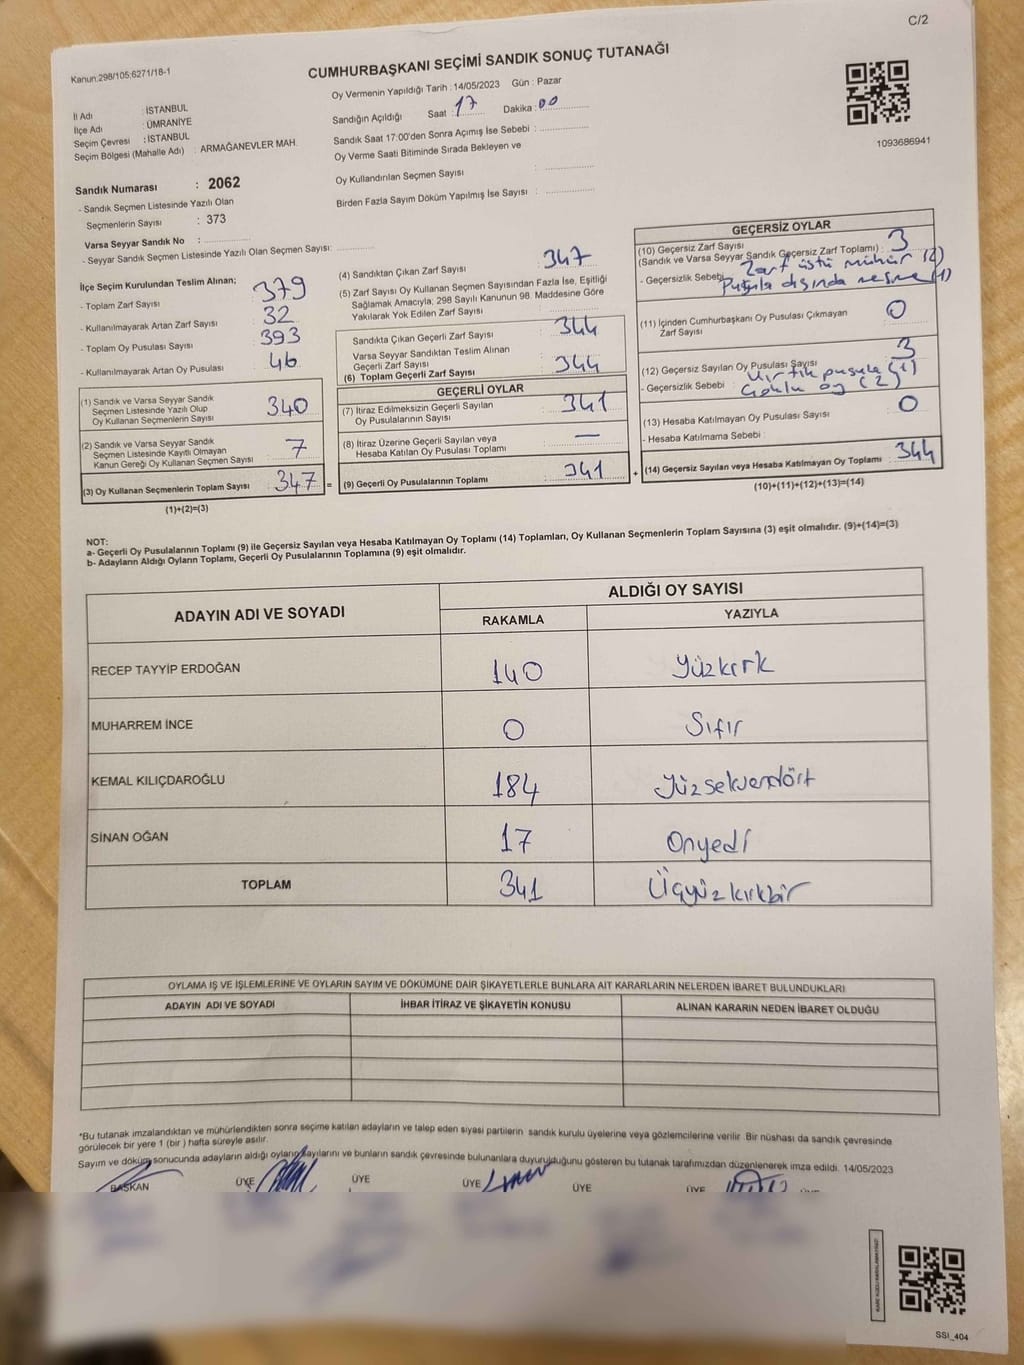 C/2
Kanun:298/105;6271/18-1
CUMHURBAŞKANI SEÇİMİ SANDIK SONUÇ TUTANAĞI
İl Adı : İSTANBUL
İlçe Adı : ÜMRANİYE
Seçim Çevresi : İSTANBUL
Seçim Bölgesi (Mahalle Adı) : ARMAĞANEVLER MAH.
Sandık Numarası : 2062
- Sandık Seçmen Listesinde Yazılı Olan
Seçmenlerin Sayısı : 373
Varsa Seyyar Sandık No :
- Seyyar Sandık Seçmen Listesinde Yazılı Olan Seçmen Sayısı:
Oy Vermenin Yapıldığı Tarih : 14/05/2023 Gün : Pazar
Sandığın Açıldığı Saat : 17 Dakika : 00
Sandık Saat 17:00'den Sonra Açımış İse Sebebi :
Oy Verme Saati Bitiminde Sırada Bekleyen ve
Oy Kullandırılan Seçmen Sayısı :
Birden Fazla Sayım Döküm Yapılmış İse Sayısı :
1093686941
İlçe Seçim Kurulundan Teslim Alınan;
- Toplam Zarf Sayısı : 379
- Kullanılmayarak Artan Zarf Sayısı : 32
- Toplam Oy Pusulası Sayısı : 393
- Kullanılmayarak Artan Oy Pusulası : 46
(1) Sandık ve Varsa Seyyar Sandık
Seçmen Listesinde Yazılı Olup
Oy Kullanan Seçmenlerin Sayısı : 340
(2) Sandık ve Varsa Seyyar Sandık
Seçmen Listesinde Kayıtlı Olmayan
Kanun Gereği Oy Kullanan Seçmen Sayısı : 7
(3) Oy Kullanan Seçmenlerin Toplam Sayısı : 347 =
(1)+(2)=(3)
(4) Sandıktan Çıkan Zarf Sayısı : 347
(5) Zarf Sayısı Oy Kullanan Seçmen Sayısından Fazla İse, Eşitliği
Sağlamak Amacıyla; 298 Sayılı Kanunun 98. Maddesine Göre
Yakılarak Yok Edilen Zarf Sayısı :
Sandıkta Çıkan Geçerli Zarf Sayısı : 344
Varsa Seyyar Sandıktan Teslim Alınan
Geçerli Zarf Sayısı :
(6) Toplam Geçerli Zarf Sayısı : 344
GEÇERLİ OYLAR
(7) İtiraz Edilmeksizin Geçerli Sayılan
Oy Pusulalarının Sayısı : 341
(8) İtiraz Üzerine Geçerli Sayılan veya
Hesaba Katılan Oy Pusulası Toplamı : —
(9) Geçerli Oy Pusulalarının Toplamı : 341 +
GEÇERSİZ OYLAR
(10) Geçersiz Zarf Sayısı
(Sandık ve Varsa Seyyar Sandık Geçersiz Zarf Toplamı) : 3
- Geçersizlik Sebebi : Zarf üstü mühür (2)
Pusula dışında nesne (1)
(11) İçinden Cumhurbaşkanı Oy Pusulası Çıkmayan
Zarf Sayısı : 0
(12) Geçersiz Sayılan Oy Pusulası Sayısı : 3
- Geçersizlik Sebebi : Yırtık pusula (1)
Çoklu oy (2)
(13) Hesaba Katılmayan Oy Pusulası Sayısı : 0
- Hesaba Katılmama Sebebi :
(14) Geçersiz Sayılan veya Hesaba Katılmayan Oy Toplamı : 344
(10)+(11)+(12)+(13)=(14)
NOT:
a- Geçerli Oy Pusulalarının Toplamı (9) ile Geçersiz Sayılan veya Hesaba Katılmayan Oy Toplamı (14) Toplamları, Oy Kullanan Seçmenlerin Toplam Sayısına (3) eşit olmalıdır. (9)+(14)=(3)
b- Adayların Aldığı Oyların Toplamı, Geçerli Oy Pusulalarının Toplamına (9) eşit olmalıdır.
ADAYIN ADI VE SOYADI ALDIĞI OY SAYISI
RAKAMLA YAZIYLA
RECEP TAYYİP ERDOĞAN 140 Yüzkırk
MUHARREM İNCE 0 Sıfır
KEMAL KILIÇDAROĞLU 184 Yüzseksendört
SİNAN OĞAN 17 Onyedi
TOPLAM 341 Üçyüzkırkbir
OYLAMA İŞ VE İŞLEMLERİNE VE OYLARIN SAYIM VE DÖKÜMÜNE DAİR ŞİKAYETLERLE BUNLARA AİT KARARLARIN NELERDEN İBARET BULUNDUKLARI
ADAYIN ADI VE SOYADI İHBAR İTİRAZ VE ŞİKAYETİN KONUSU ALINAN KARARIN NEDEN İBARET OLDUĞU
*Bu tutanak imzalandıktan ve mühürlendikten sonra seçime katılan adayların ve talep eden siyasi partilerin sandık kurulu üyelerine veya gözlemcilerine verilir. Bir nüshası da sandık çevresinde
görülecek bir yere 1 (bir) hafta süreyle asılır.
Sayım ve döküm sonucunda adayların aldığı oyların sayılarını ve bunların sandık çevresinde bulunanlara duyurulduğunu gösteren bu tutanak tarafımızdan düzenlenerek imza edildi. 14/05/2023
BAŞKAN ÜYE ÜYE ÜYE ÜYE ÜYE ÜYE
SSI_404